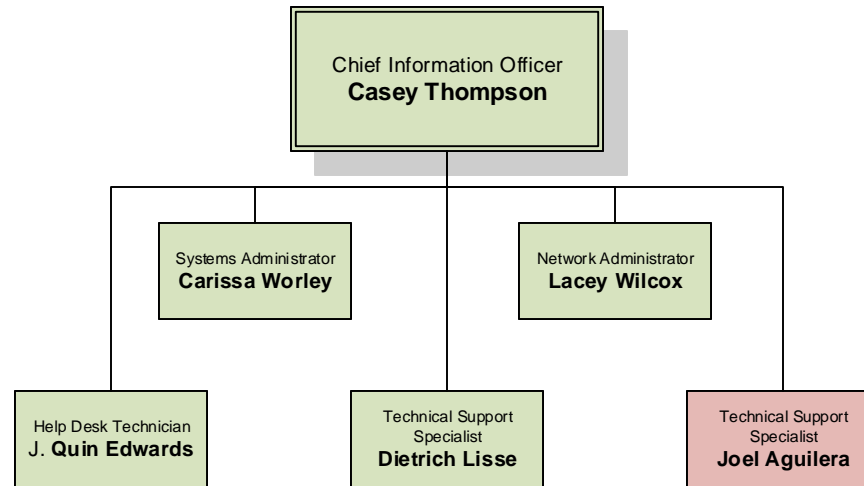 Chief Information Officer
Casey Thompson
Systems Administrator
Carissa Worley
Network Administrator
Lacey Wilcox
Help Desk Technician
J. Quin Edwards
Technical Support
Specialist
Dietrich Lisse
Technical Support
Specialist
Joel Aguilera